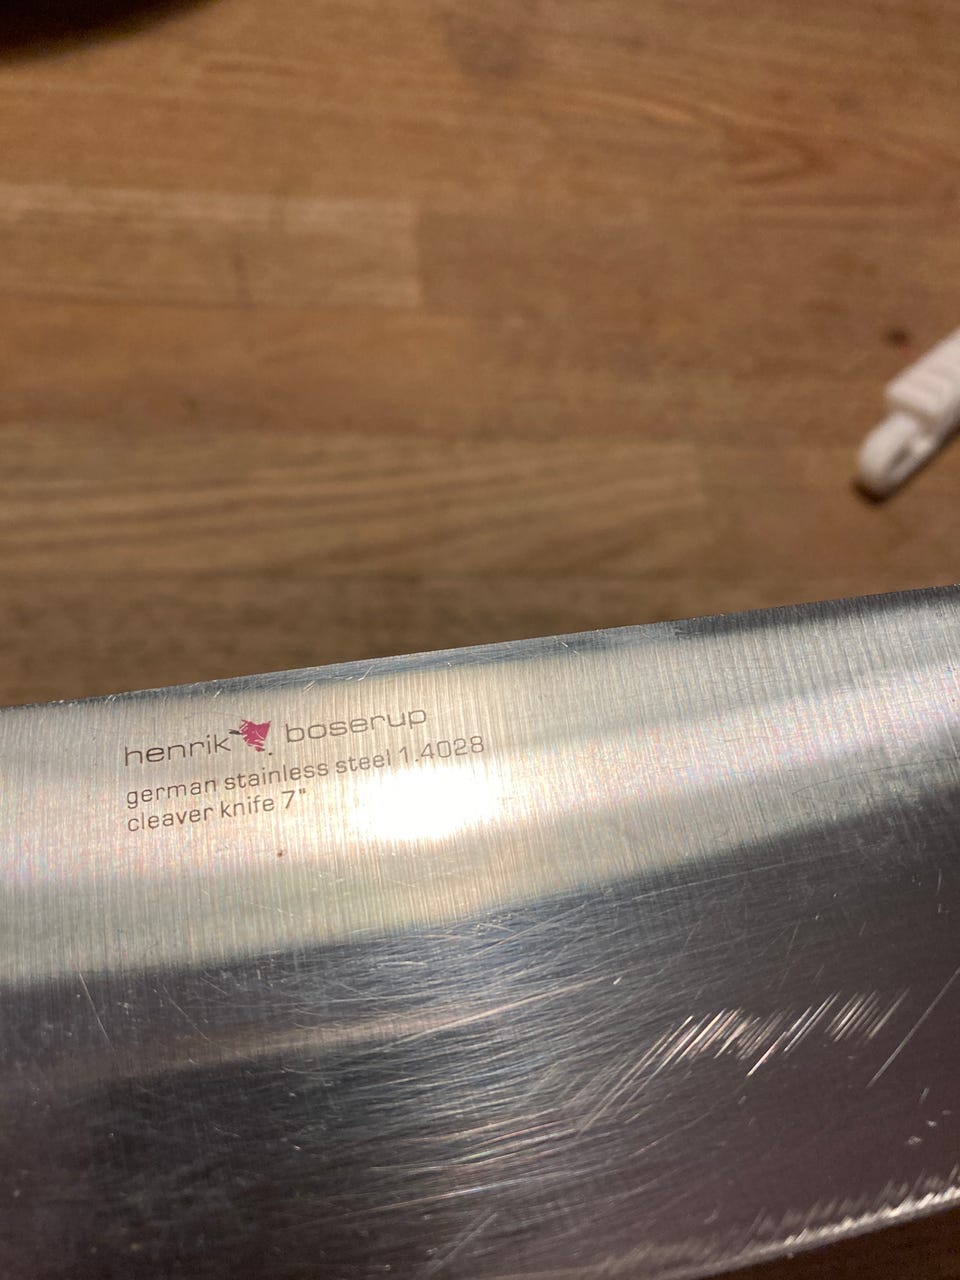 henrik boserup
german stainless steel 1.4028
cleaver knife 7"